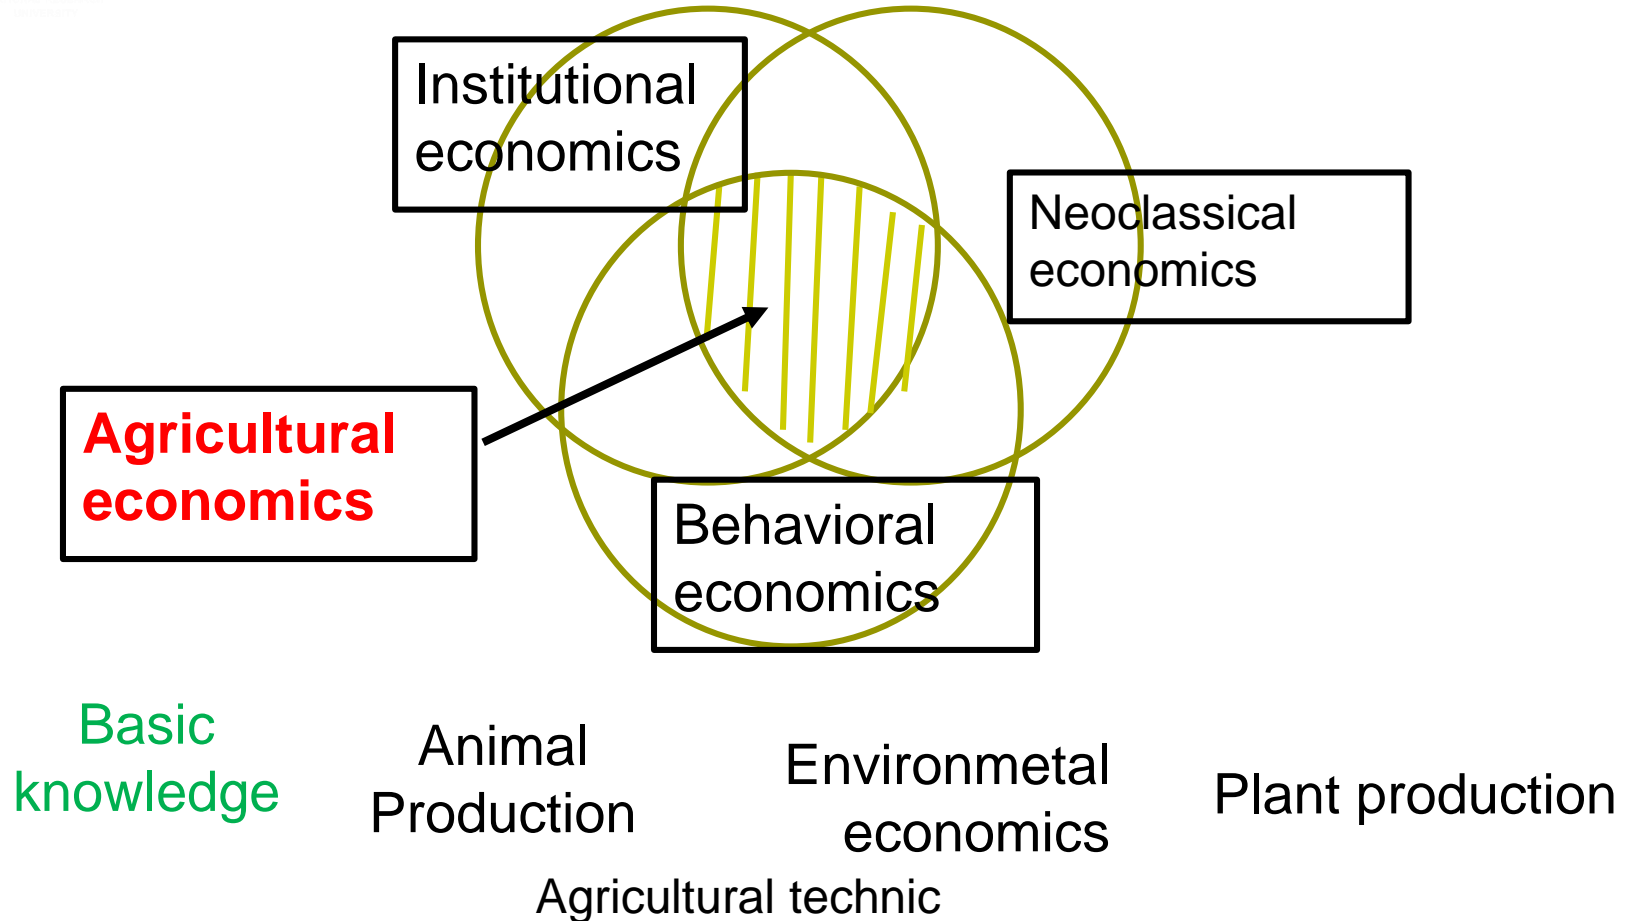 Institutional
economics
Neoclassical
economics
Agricultural
economics
Behavioral
economics
Basic
knowledge
Animal
Production
Environmetal
economics
Plant production
Agricultural technic